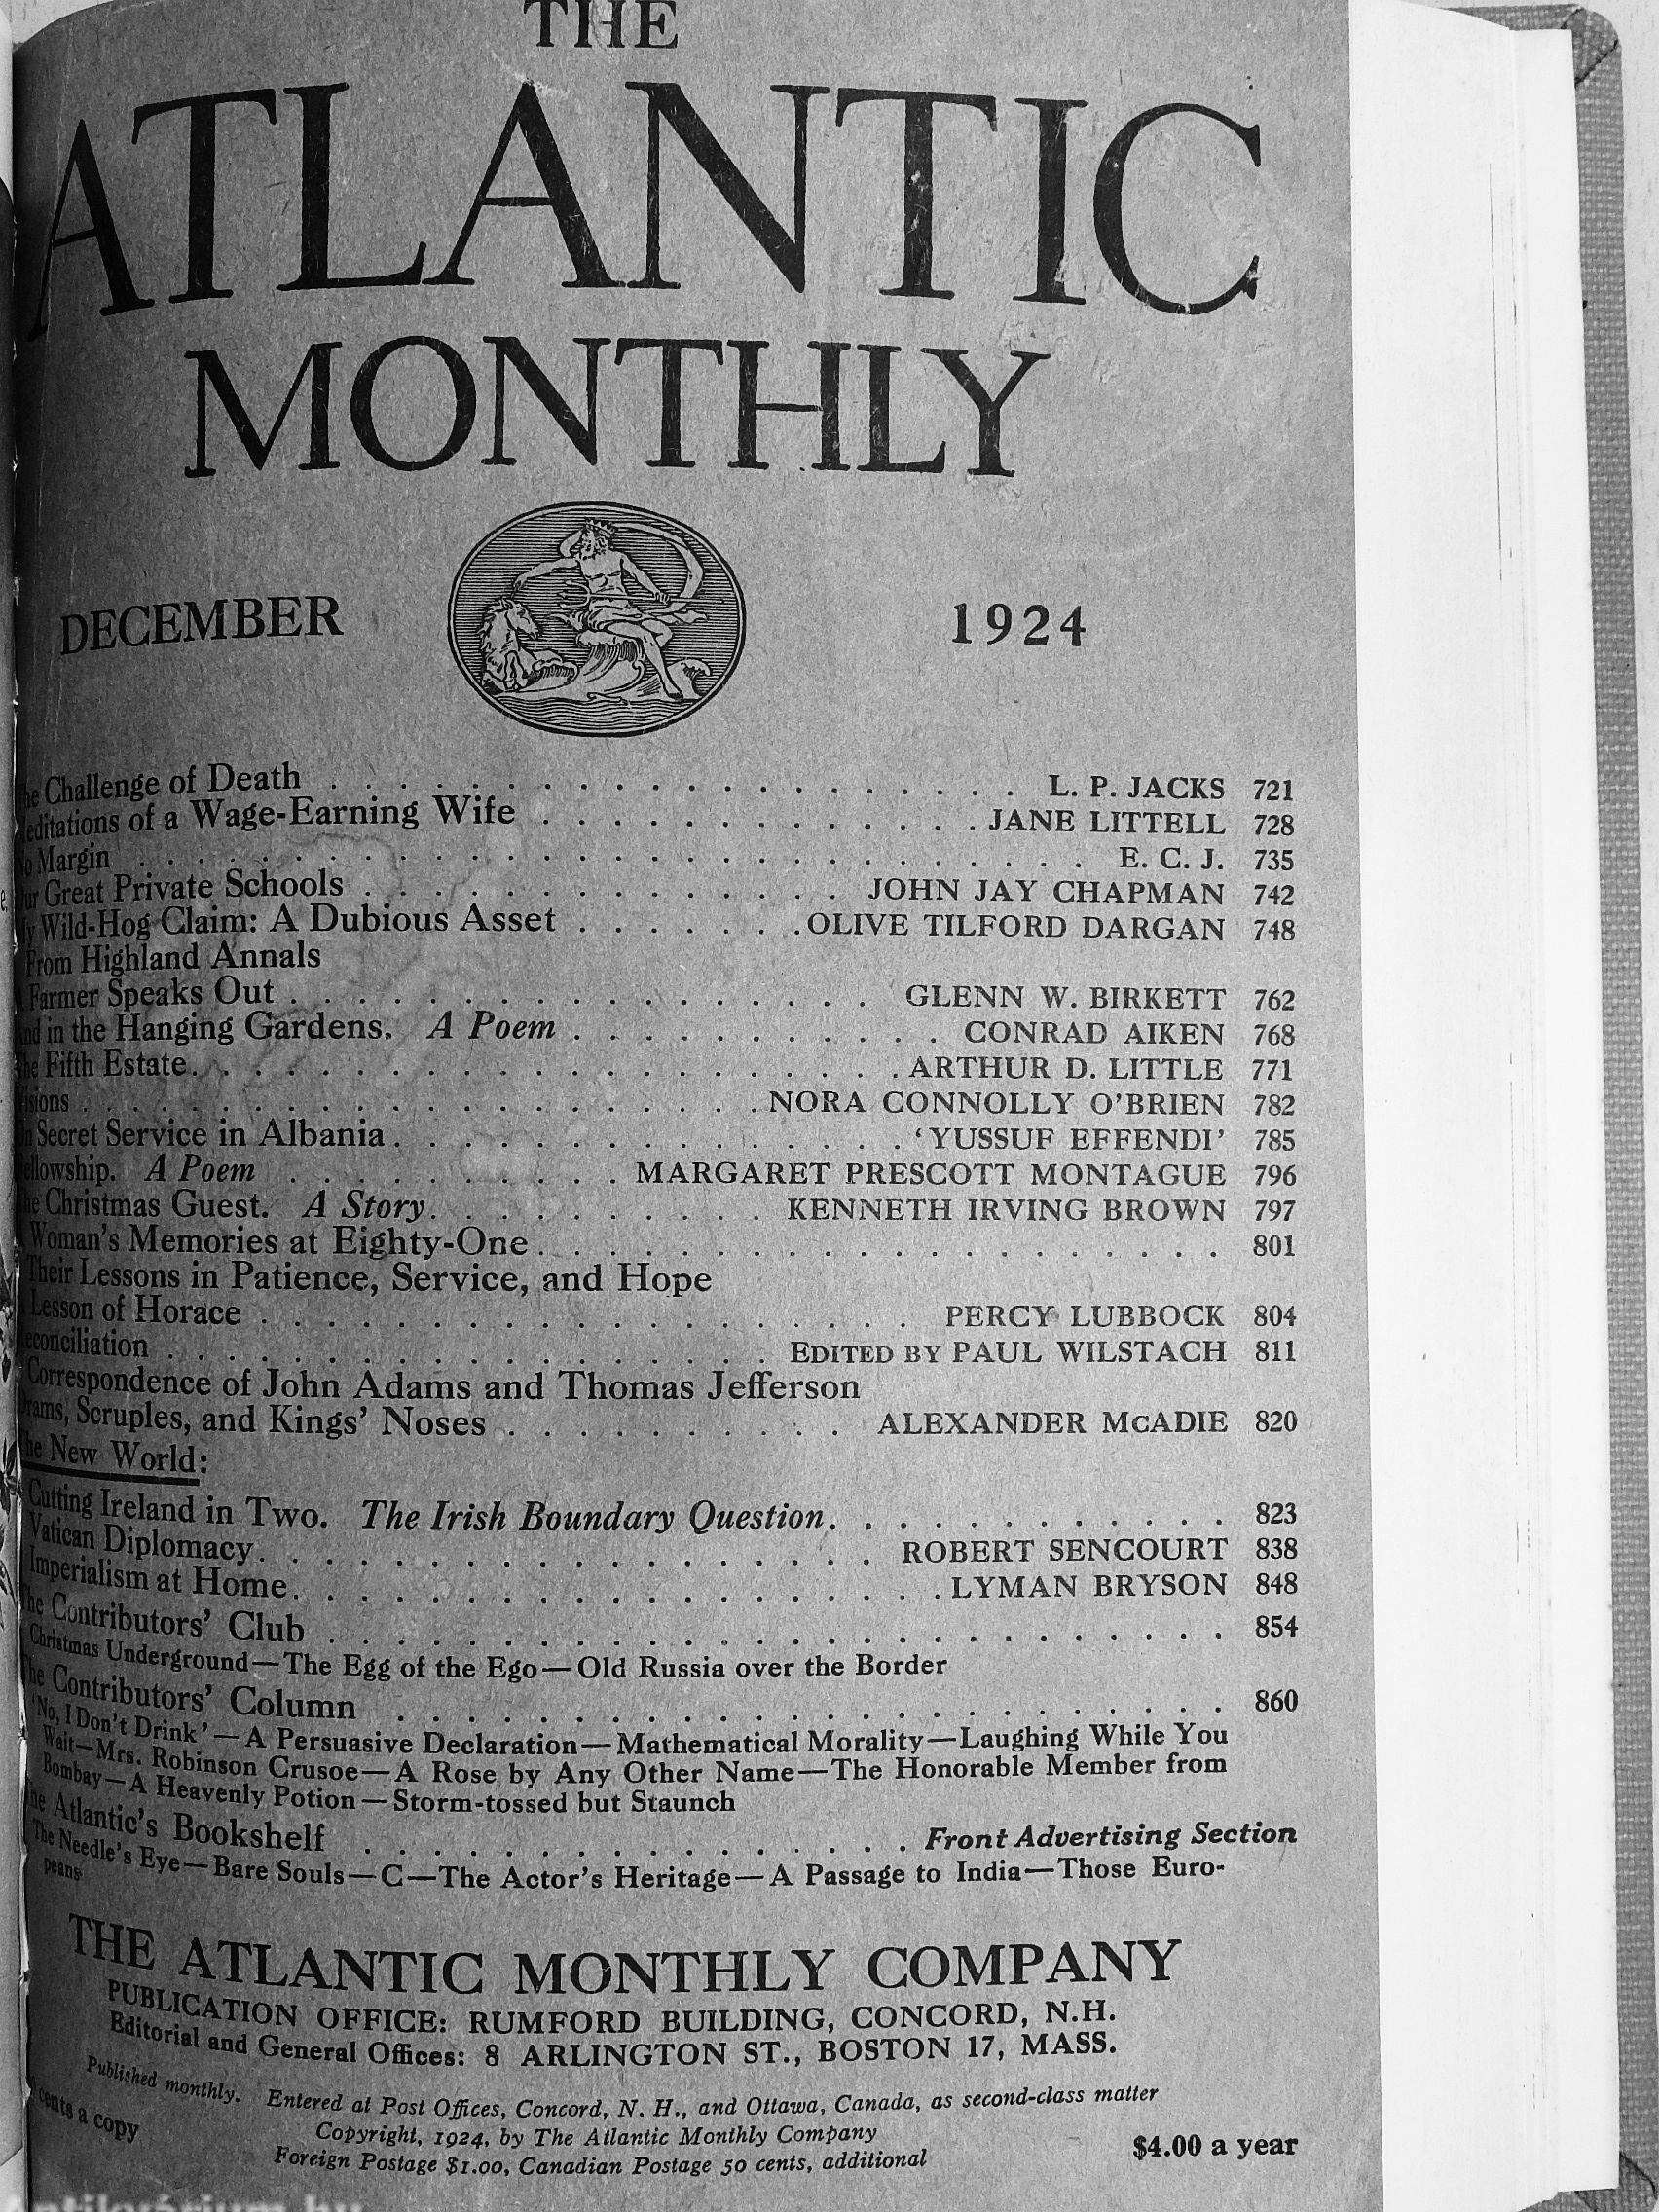 THE
ATLANTIC
MONTHLY
DECEMBER 1924
he Challenge of Death . . . L. P. JACKS 721
editations of a Wage-Earning Wife . . . JANE LITTELL 728
o Margin . . . E. C. J. 735
ur Great Private Schools . . . JOHN JAY CHAPMAN 742
y Wild-Hog Claim: A Dubious Asset . . . OLIVE TILFORD DARGAN 748
From Highland Annals
Farmer Speaks Out . . . GLENN W. BIRKETT 762
nd in the Hanging Gardens. A Poem . . . CONRAD AIKEN 768
he Fifth Estate . . . ARTHUR D. LITTLE 771
isions . . . NORA CONNOLLY O'BRIEN 782
n Secret Service in Albania . . . 'YUSSUF EFFENDI' 785
ellowship. A Poem . . . MARGARET PRESCOTT MONTAGUE 796
he Christmas Guest. A Story . . . KENNETH IRVING BROWN 797
Woman's Memories at Eighty-One . . . 801
Their Lessons in Patience, Service, and Hope
Lesson of Horace . . . PERCY LUBBOCK 804
econciliation . . . EDITED BY PAUL WILSTACH 811
Correspondence of John Adams and Thomas Jefferson
rams, Scruples, and Kings' Noses . . . ALEXANDER McADIE 820
he New World:
Cutting Ireland in Two. The Irish Boundary Question . . . 823
Vatican Diplomacy . . . ROBERT SENCOURT 838
Imperialism at Home . . . LYMAN BRYSON 848
he Contributors' Club . . . 854
Christmas Underground—The Egg of the Ego—Old Russia over the Border
he Contributors' Column . . . 860
'No, I Don't Drink'—A Persuasive Declaration—Mathematical Morality—Laughing While You
Wait—Mrs. Robinson Crusoe—A Rose by Any Other Name—The Honorable Member from
Bombay—A Heavenly Potion—Storm-tossed but Staunch
he Atlantic's Bookshelf . . . Front Advertising Section
The Needle's Eye—Bare Souls—C—The Actor's Heritage—A Passage to India—Those Euro-
peans
THE ATLANTIC MONTHLY COMPANY
PUBLICATION OFFICE: RUMFORD BUILDING, CONCORD, N.H.
Editorial and General Offices: 8 ARLINGTON ST., BOSTON 17, MASS.
Published monthly. Entered at Post Offices, Concord, N. H., and Ottawa, Canada, as second-class matter
cents a copy Copyright, 1924, by The Atlantic Monthly Company $4.00 a year
Foreign Postage $1.00, Canadian Postage 50 cents, additional